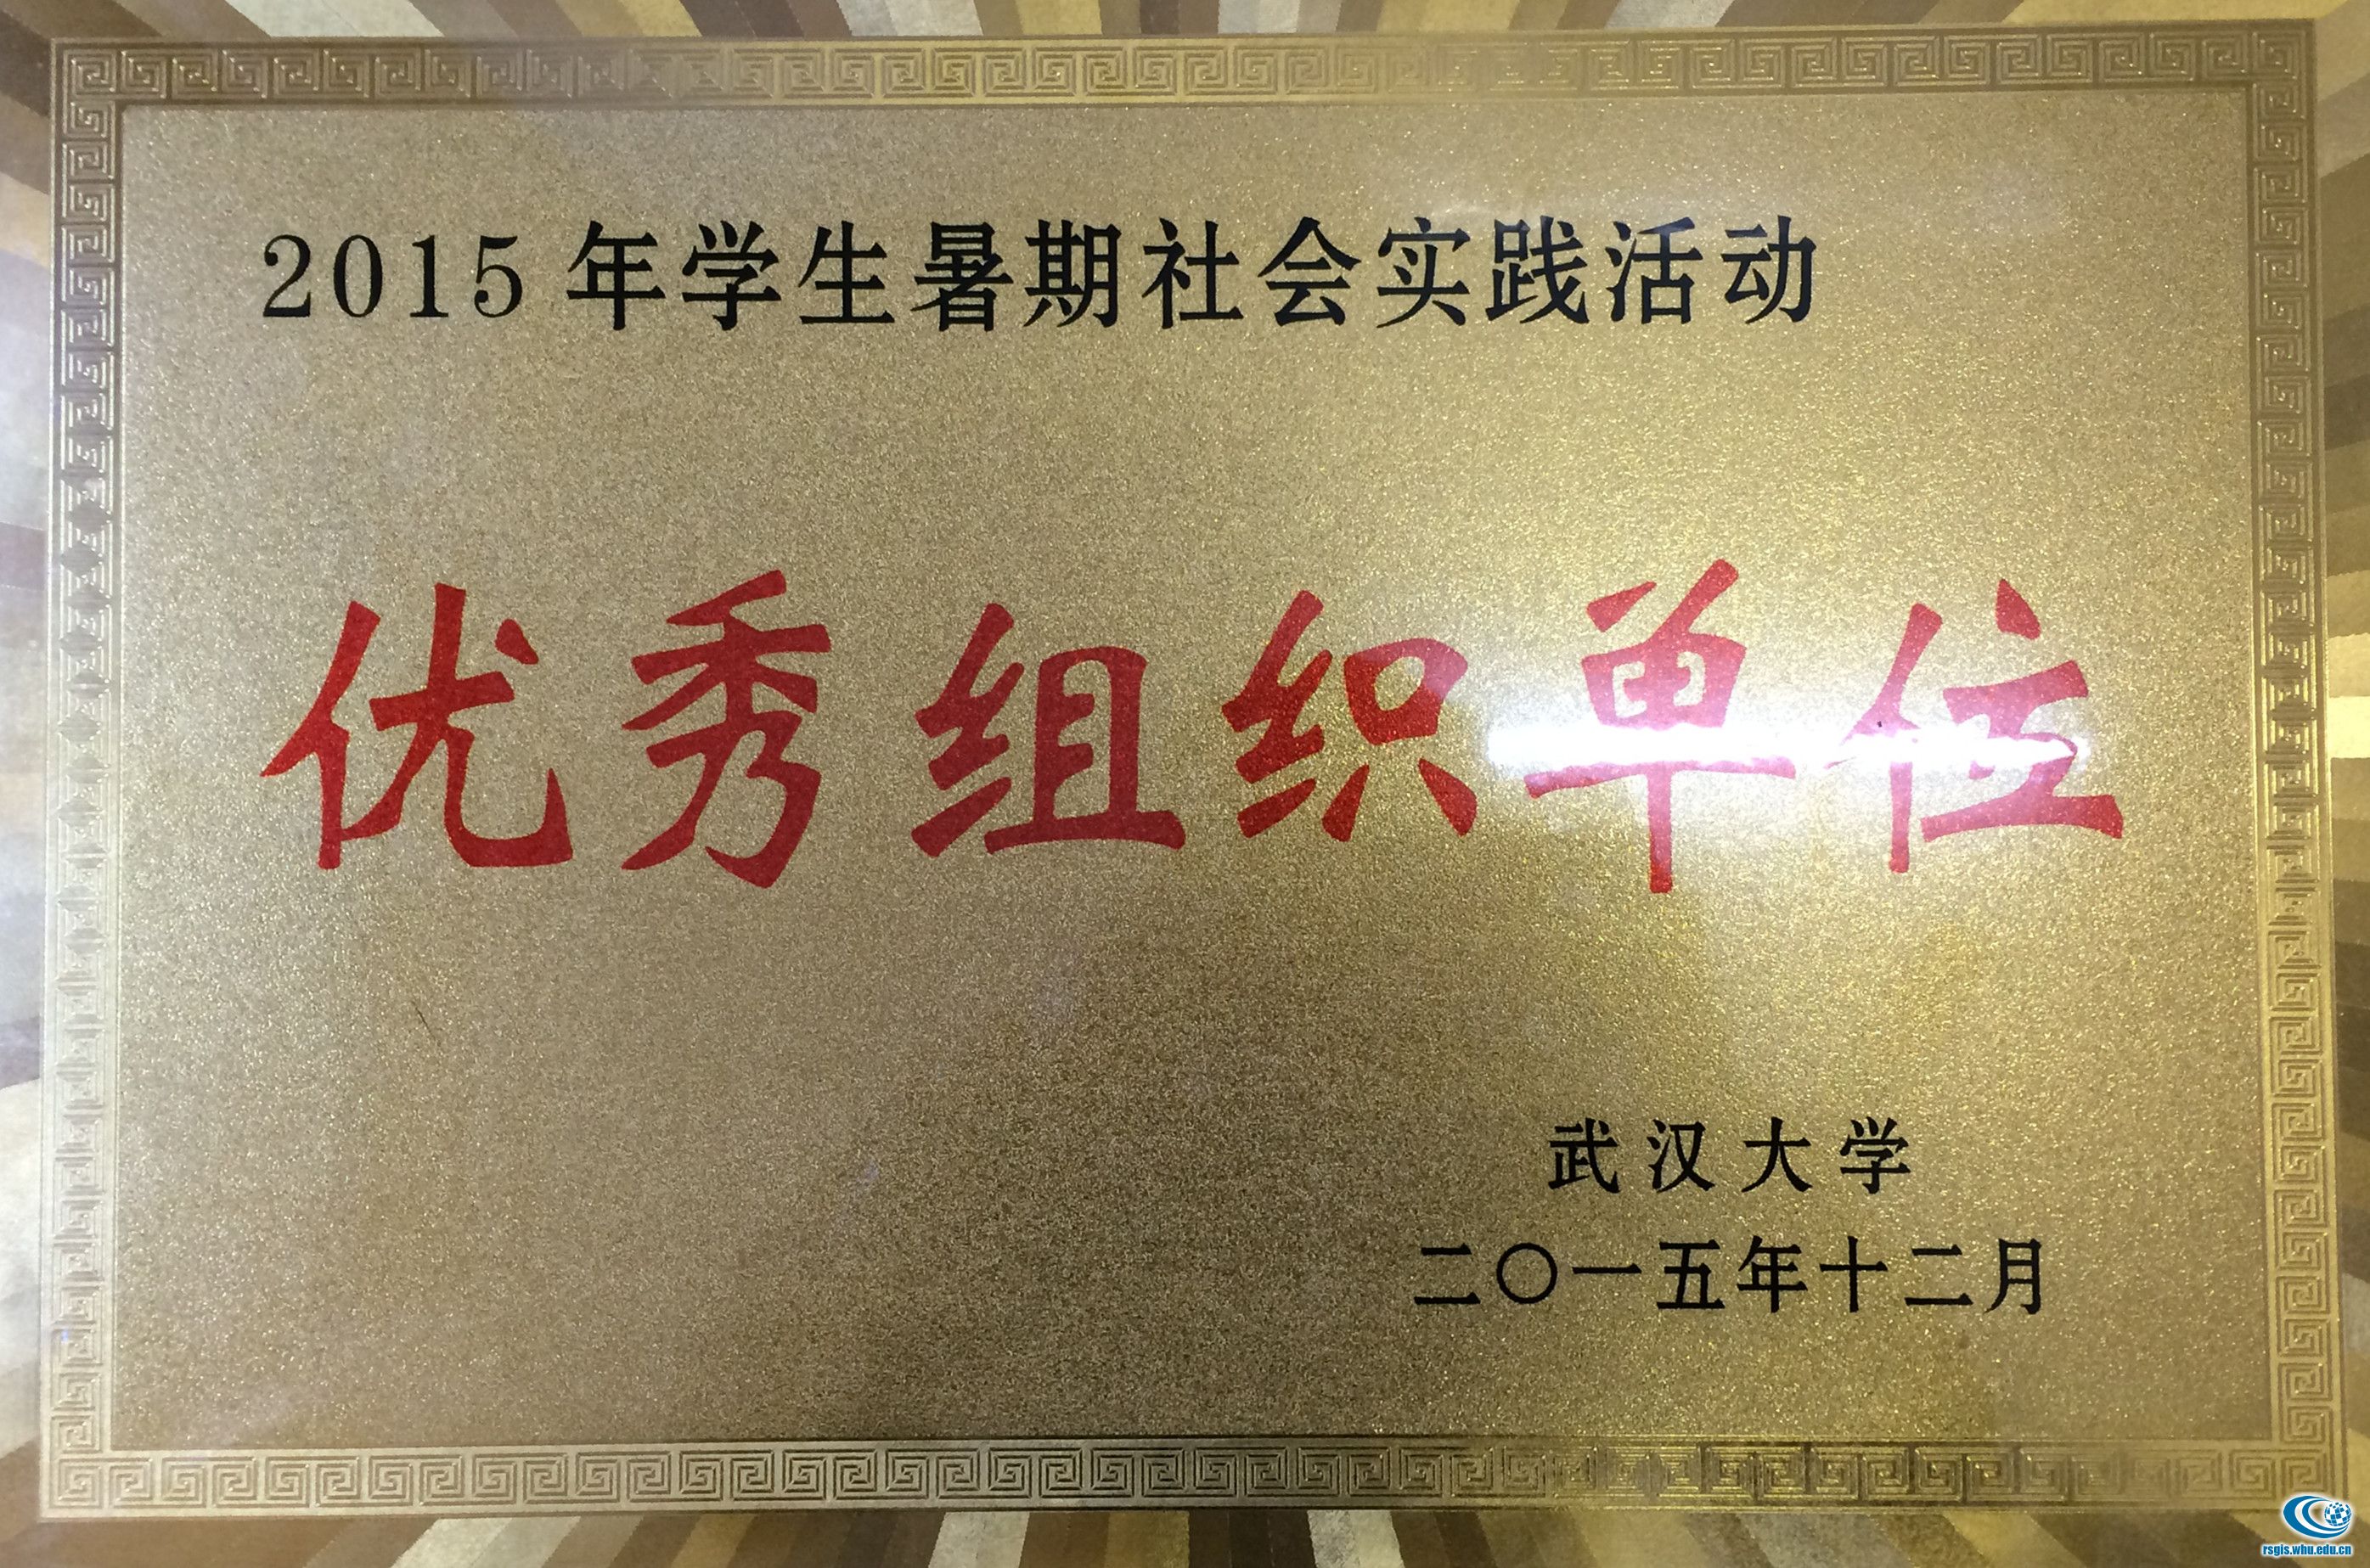 2015年学生暑期社会实践活动
优秀组织单位
武汉大学
二〇一五年十二月
rsgis.whu.edu.cn